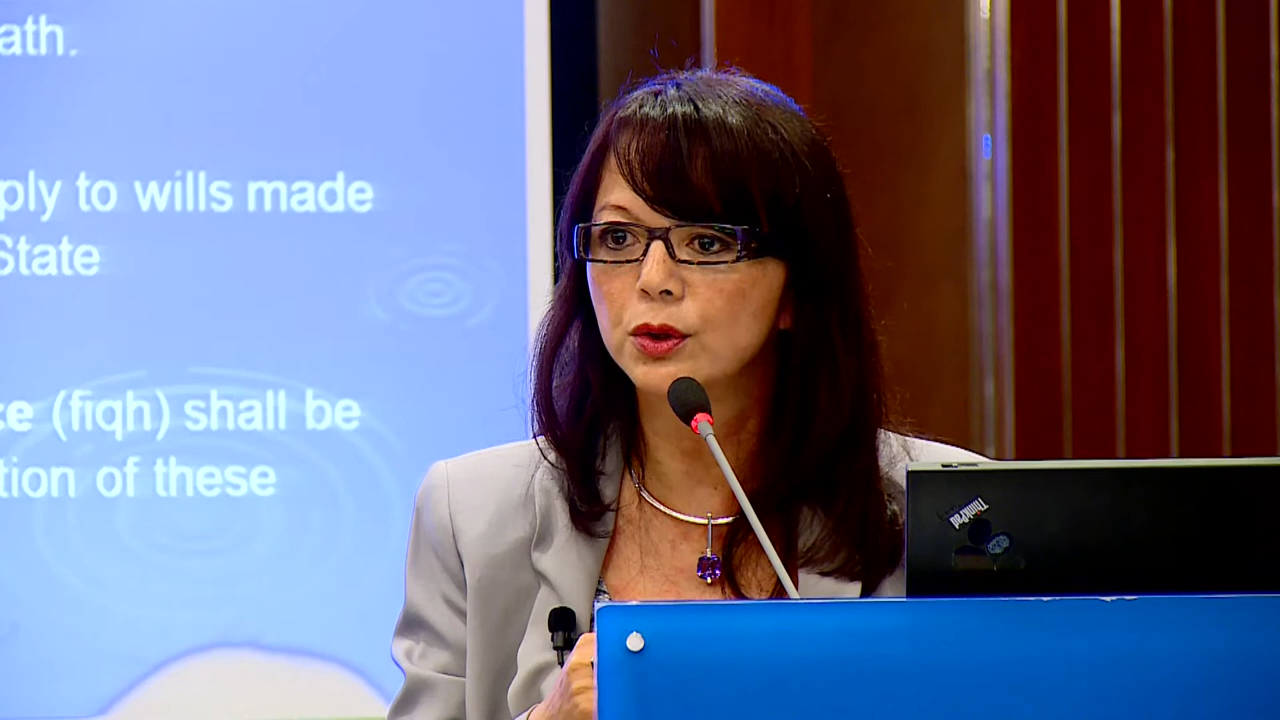 ath.
ply to wills made
State
ce (fiqh) shall be
tion of these
ThinkPad